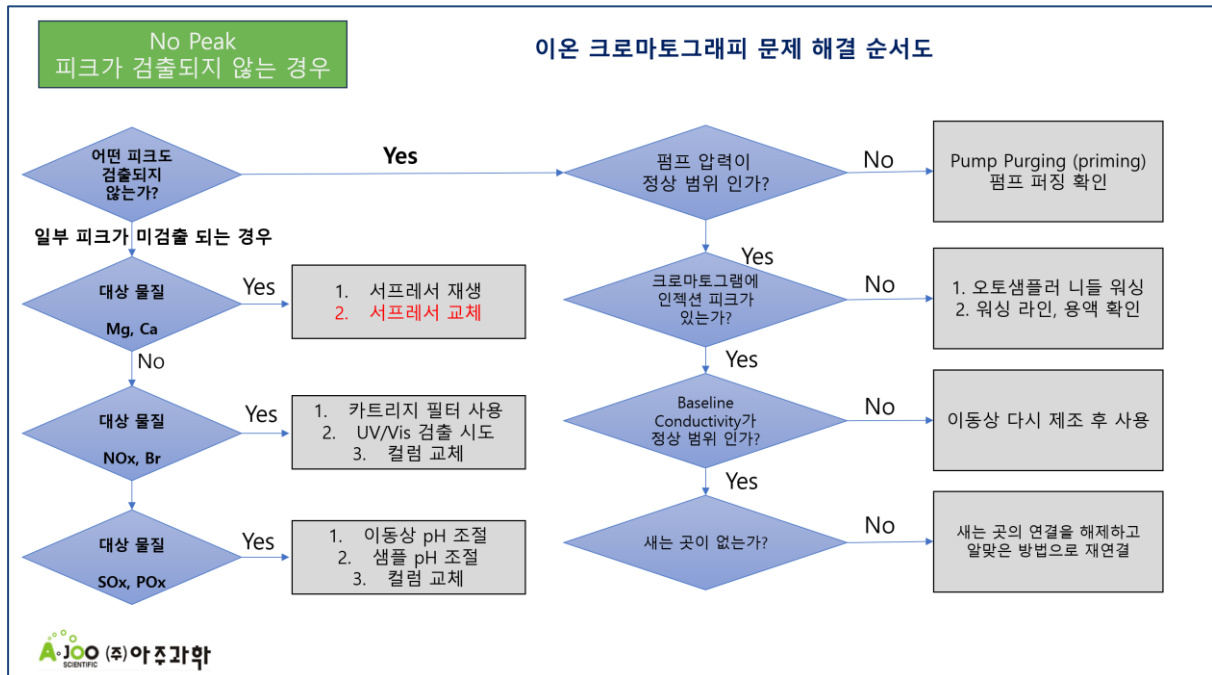 No Peak
피크가 검출되지 않는 경우
이온 크로마토그래피 문제 해결 순서도
어떤 피크도
검출되지
않는가?
Yes
펌프 압력이
정상 범위 인가?
No
Pump Purging (priming)
펌프 퍼징 확인
일부 피크가 미검출 되는 경우
Yes
대상 물질
Mg, Ca
Yes
1. 서프레서 재생
2. 서프레서 교체
크로마토그램에
인젝션 피크가
있는가?
No
1. 오토샘플러 니들 워싱
2. 워싱 라인, 용액 확인
No
Yes
대상 물질
NOx, Br
Yes
1. 카트리지 필터 사용
2. UV/Vis 검출 시도
3. 컬럼 교체
Baseline
Conductivity가
정상 범위 인가?
No
이동상 다시 제조 후 사용
Yes
대상 물질
SOx, POx
Yes
1. 이동상 pH 조절
2. 샘플 pH 조절
3. 컬럼 교체
새는 곳이 없는가?
No
새는 곳의 연결을 해제하고
알맞은 방법으로 재연결
A·JOO
SCIENTIFIC
(주)아주과학